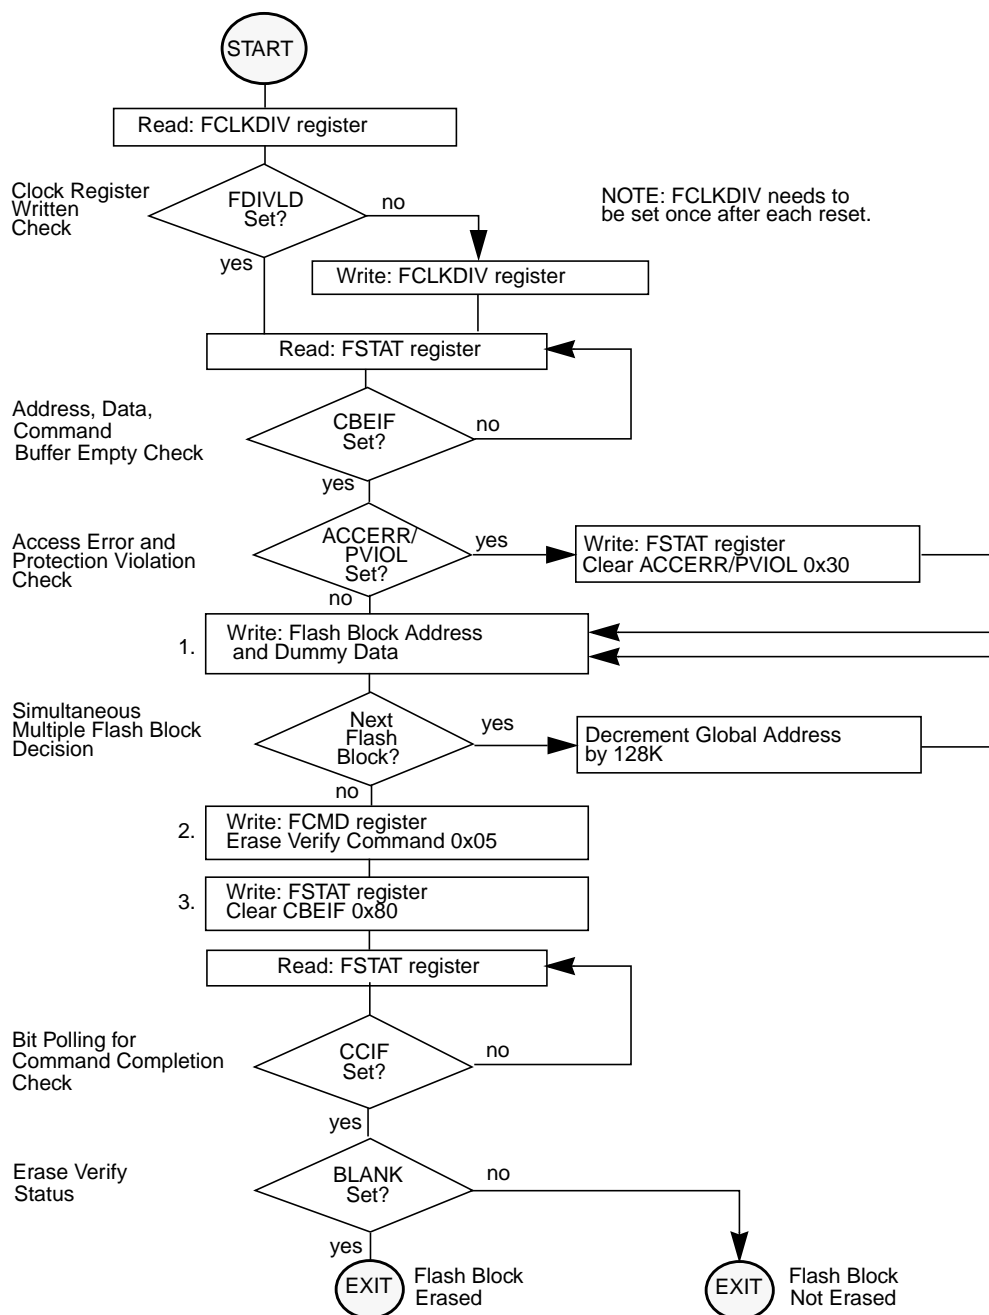 START
Read: FCLKDIV register
Clock Register
Written
Check
FDIVLD
Set?
no
yes
NOTE: FCLKDIV needs to
be set once after each reset.
Write: FCLKDIV register
Read: FSTAT register
Address, Data,
Command
Buffer Empty Check
CBEIF
Set?
no
yes
Access Error and
Protection Violation
Check
ACCERR/
PVIOL
Set?
yes
no
Write: FSTAT register
Clear ACCERR/PVIOL 0x30
1.
Write: Flash Block Address
and Dummy Data
Simultaneous
Multiple Flash Block
Decision
Next
Flash
Block?
yes
no
Decrement Global Address
by 128K
2.
Write: FCMD register
Erase Verify Command 0x05
3.
Write: FSTAT register
Clear CBEIF 0x80
Read: FSTAT register
Bit Polling for
Command Completion
Check
CCIF
Set?
no
yes
Erase Verify
Status
BLANK
Set?
no
yes
EXIT
Flash Block
Erased
EXIT
Flash Block
Not Erased